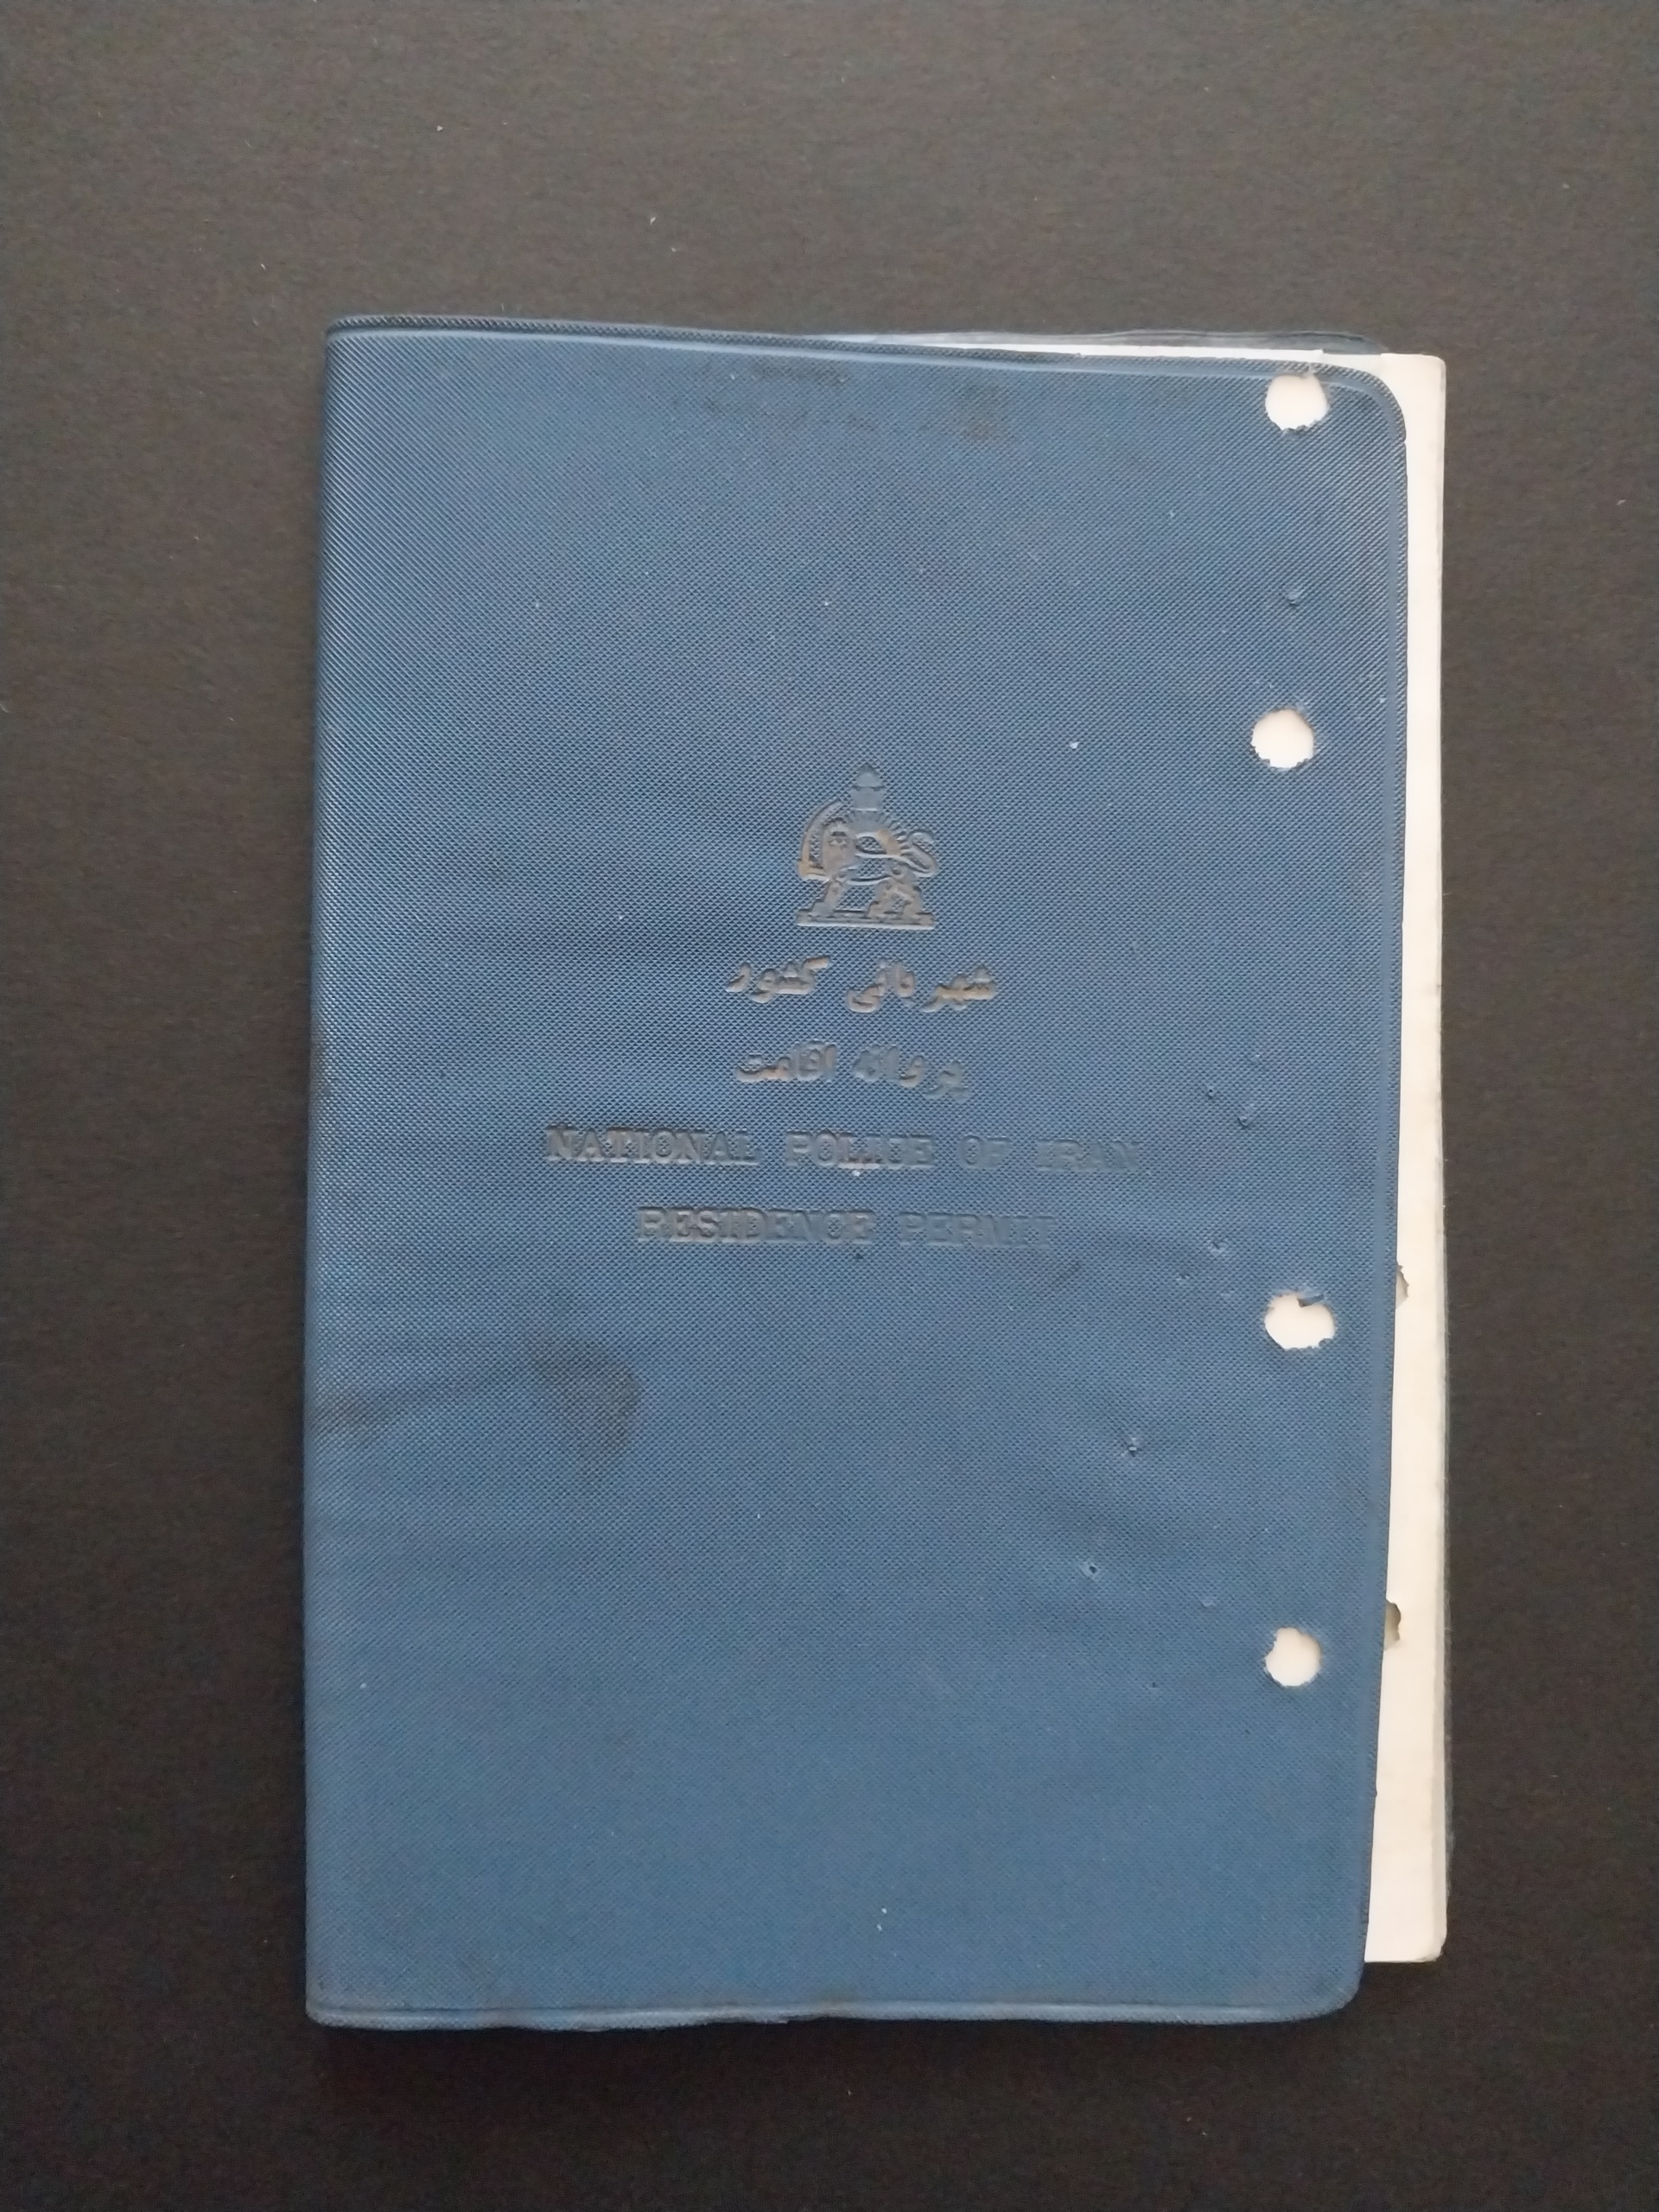 شهربانی کشور
پروانه اقامت
NATIONAL POLICE OF IRAN
RESIDENCE PERMIT